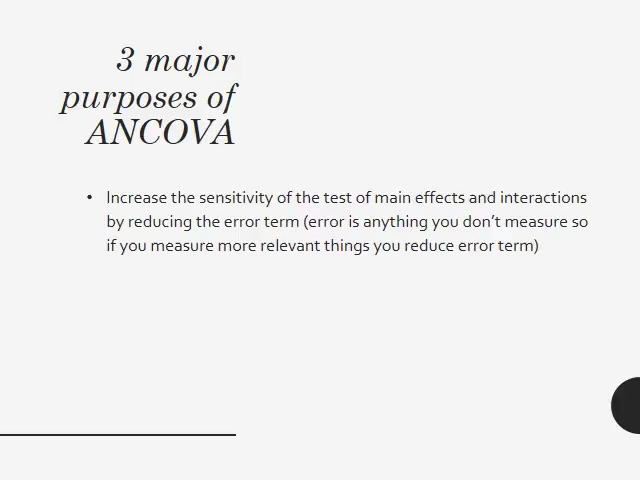 3 major
purposes of
ANCOVA
• Increase the sensitivity of the test of main effects and interactions
by reducing the error term (error is anything you don’t measure so
if you measure more relevant things you reduce error term)